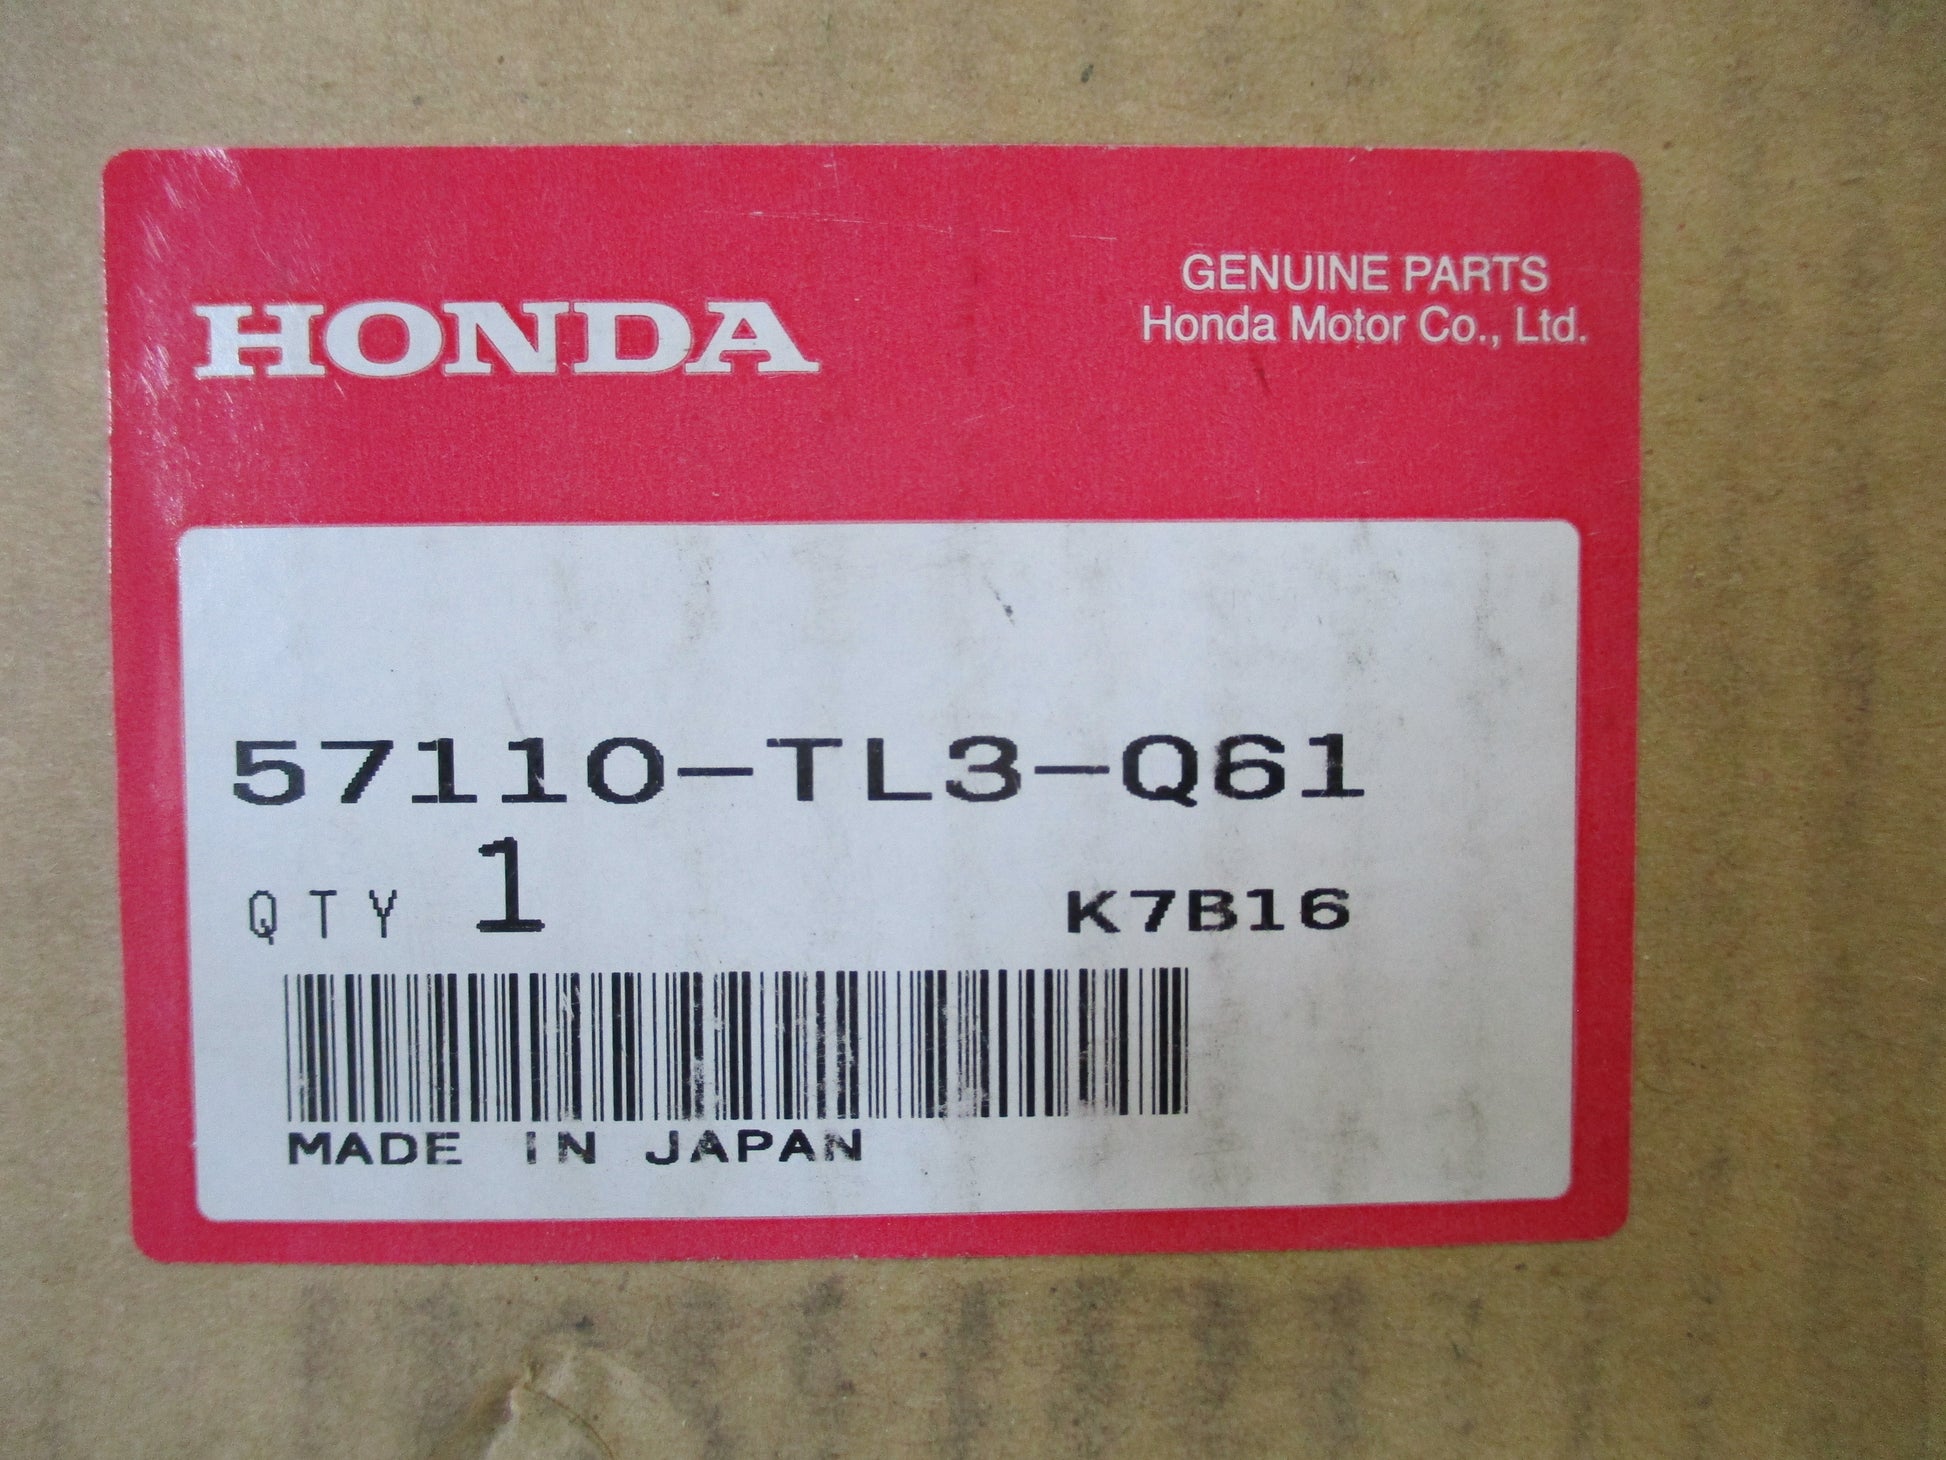 HONDA
GENUINE PARTS
Honda Motor Co., Ltd.
57110-TL3-Q61
QTY 1 K7B16
MADE IN JAPAN